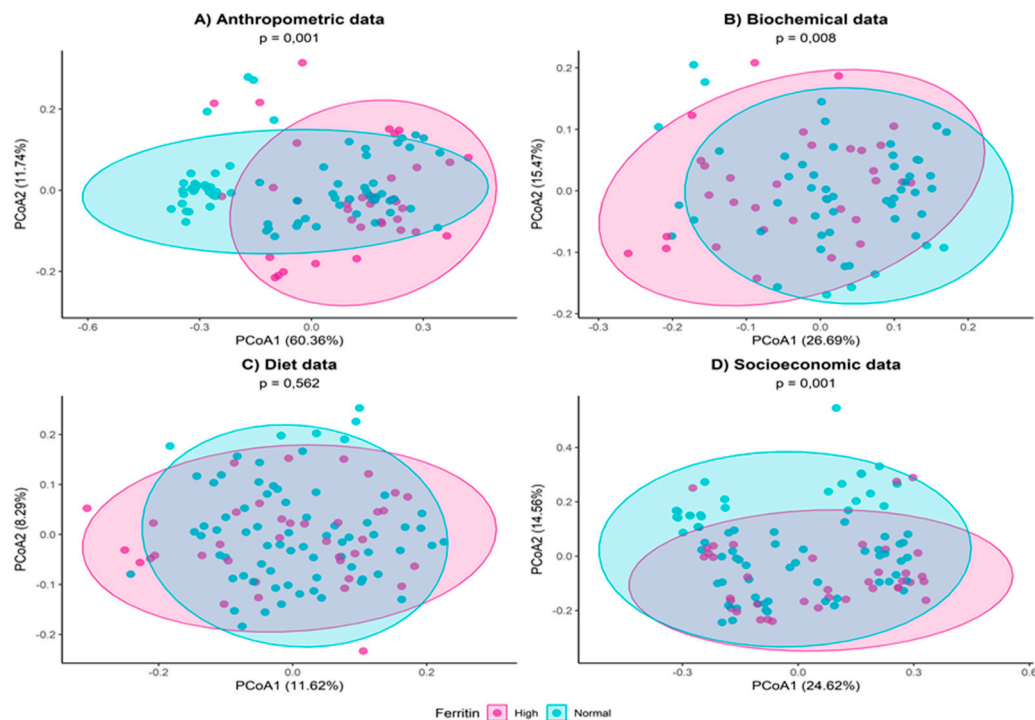 A) Anthropometric data
p = 0,001
PCoA2 (11.74%)
0.2
0.0
-0.2
-0.6
-0.3
0.0
0.3
PCoA1 (60.36%)
B) Biochemical data
p = 0,008
PCoA2 (15.47%)
0.2
0.1
0.0
-0.1
-0.2
-0.3
-0.2
-0.1
0.0
0.1
0.2
PCoA1 (26.69%)
C) Diet data
p = 0,562
PCoA2 (8.29%)
0.2
0.1
0.0
-0.1
-0.2
-0.2
0.0
0.2
PCoA1 (11.62%)
D) Socioeconomic data
p = 0,001
PCoA2 (14.56%)
0.4
0.2
0.0
-0.2
-0.3
0.0
0.3
0.6
PCoA1 (24.62%)
Ferritin High Normal